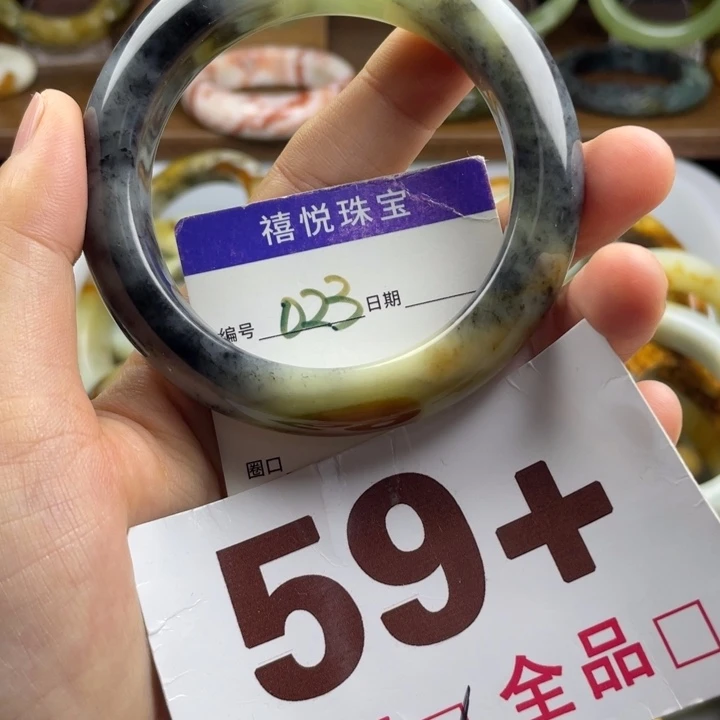 禧悦珠宝
编号 023 日期
圈口
59+
全品□